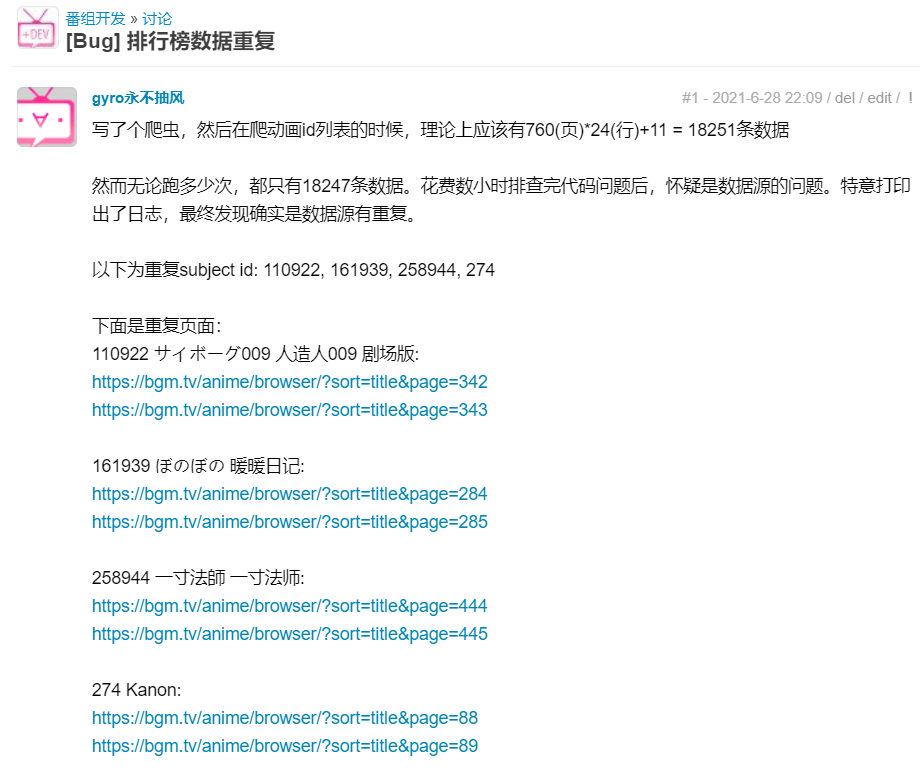 +DEV
番组开发 » 讨论
[Bug] 排行榜数据重复
gyro永不抽风
#1 - 2021-6-28 22:09 / del / edit / !
写了个爬虫，然后在爬动画id列表的时候，理论上应该有760(页)*24(行)+11 = 18251条数据
然而无论跑多少次，都只有18247条数据。花费数小时排查完代码问题后，怀疑是数据源的问题。特意打印
出了日志，最终发现确实是数据源有重复。
以下为重复subject id: 110922, 161939, 258944, 274
下面是重复页面：
110922 サイボーグ009 人造人009 剧场版:
https://bgm.tv/anime/browser/?sort=title&page=342
https://bgm.tv/anime/browser/?sort=title&page=343
161939 ぼのぼの 暖暖日记:
https://bgm.tv/anime/browser/?sort=title&page=284
https://bgm.tv/anime/browser/?sort=title&page=285
258944 一寸法師 一寸法师:
https://bgm.tv/anime/browser/?sort=title&page=444
https://bgm.tv/anime/browser/?sort=title&page=445
274 Kanon:
https://bgm.tv/anime/browser/?sort=title&page=88
https://bgm.tv/anime/browser/?sort=title&page=89